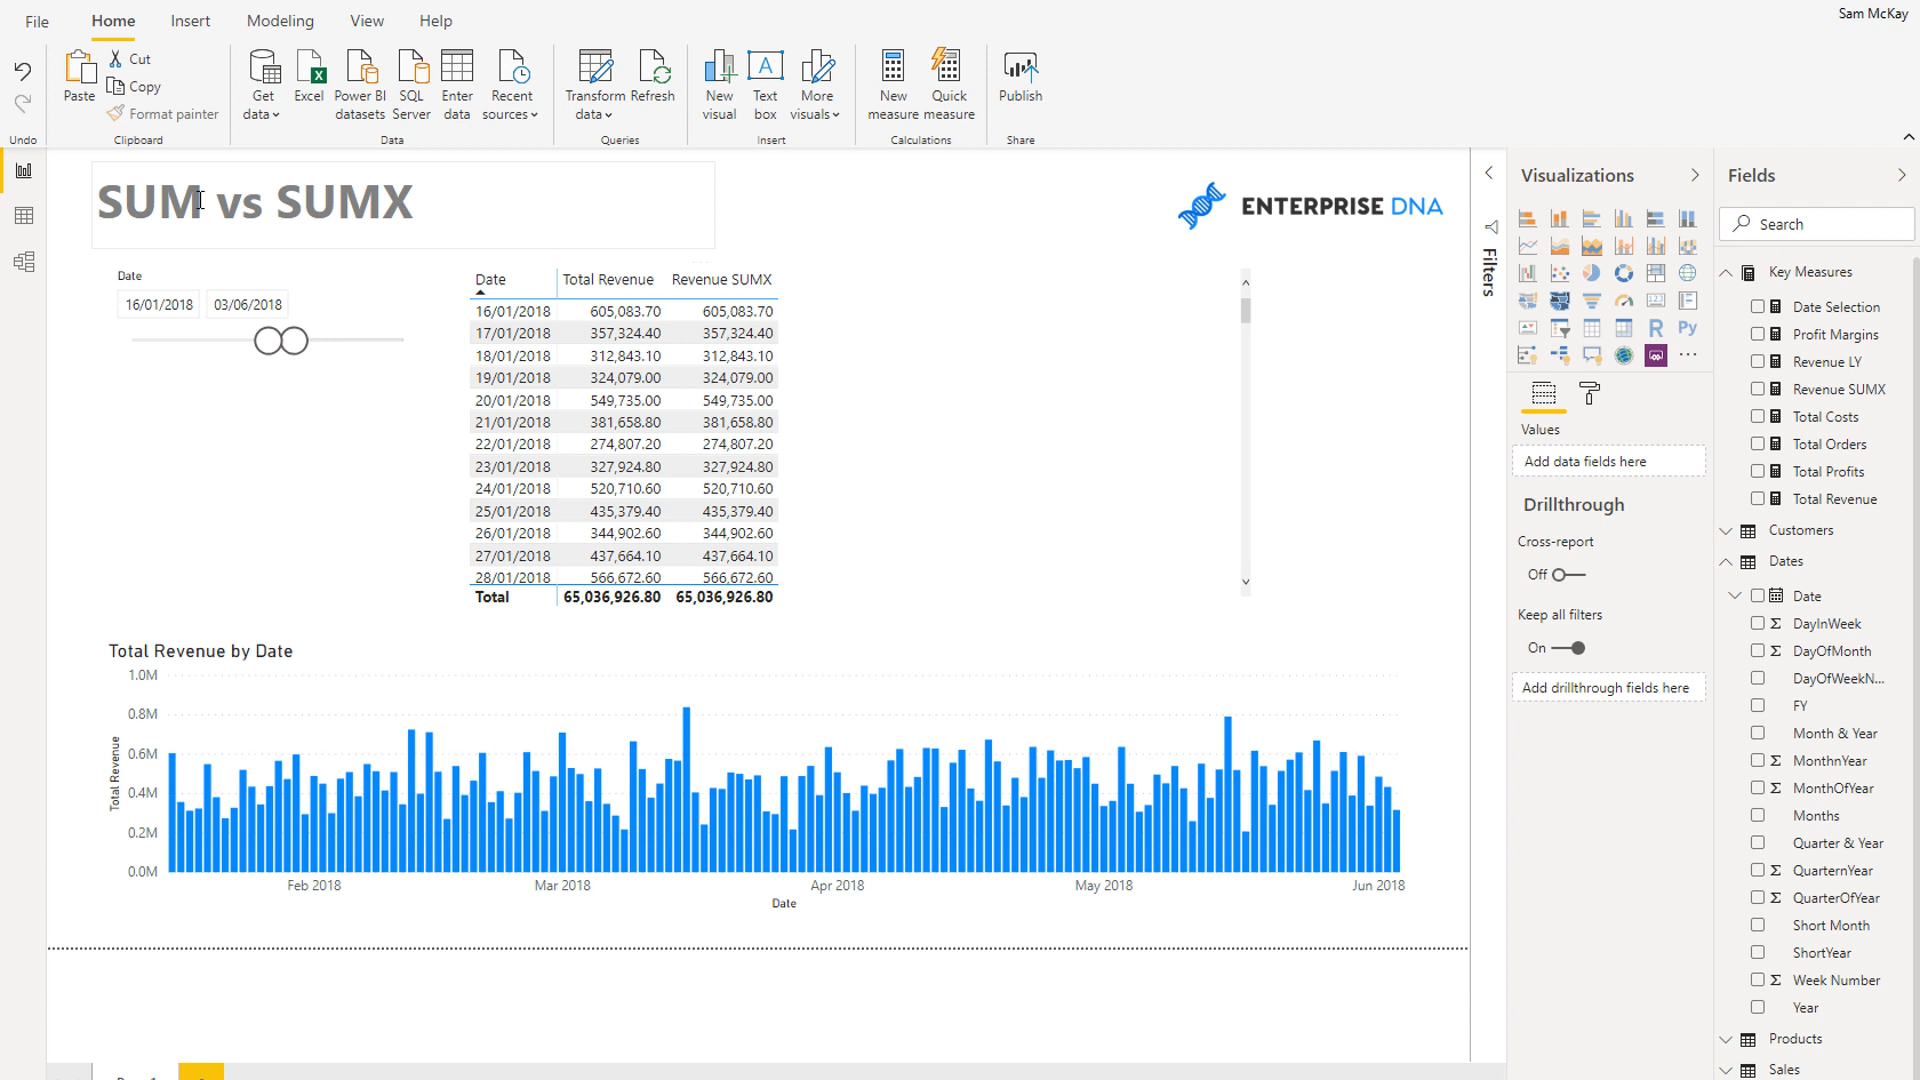 Sam McKay
File Home Insert Modeling View Help
Paste
Cut
Copy
Format painter
Get data
Excel
Power BI datasets
SQL Server
Enter data
Recent sources
Transform data
Refresh
New visual
Text box
More visuals
New measure
Quick measure
Publish
Undo Clipboard Data Queries Insert Calculations Share
SUM vs SUMX
ENTERPRISE DNA
Date
16/01/2018 03/06/2018
Date Total Revenue Revenue SUMX
16/01/2018 605,083.70 605,083.70
17/01/2018 357,324.40 357,324.40
18/01/2018 312,843.10 312,843.10
19/01/2018 324,079.00 324,079.00
20/01/2018 549,735.00 549,735.00
21/01/2018 381,658.80 381,658.80
22/01/2018 274,807.20 274,807.20
23/01/2018 327,924.80 327,924.80
24/01/2018 520,710.60 520,710.60
25/01/2018 435,379.40 435,379.40
26/01/2018 344,902.60 344,902.60
27/01/2018 437,664.10 437,664.10
28/01/2018 566,672.60 566,672.60
Total 65,036,926.80 65,036,926.80
Total Revenue by Date
Total Revenue
1.0M
0.8M
0.6M
0.4M
0.2M
0.0M
Feb 2018 Mar 2018 Apr 2018 May 2018 Jun 2018
Date
Filters
Visualizations
R Py
Values
Add data fields here
Drillthrough
Cross-report
Off
Keep all filters
On
Add drillthrough fields here
Fields
Search
Key Measures
Date Selection
Profit Margins
Revenue LY
Revenue SUMX
Total Costs
Total Orders
Total Profits
Total Revenue
Customers
Dates
Date
DayInWeek
DayOfMonth
DayOfWeekN...
FY
Month & Year
MonthnYear
MonthOfYear
Months
Quarter & Year
QuarternYear
QuarterOfYear
Short Month
ShortYear
Week Number
Year
Products
Sales